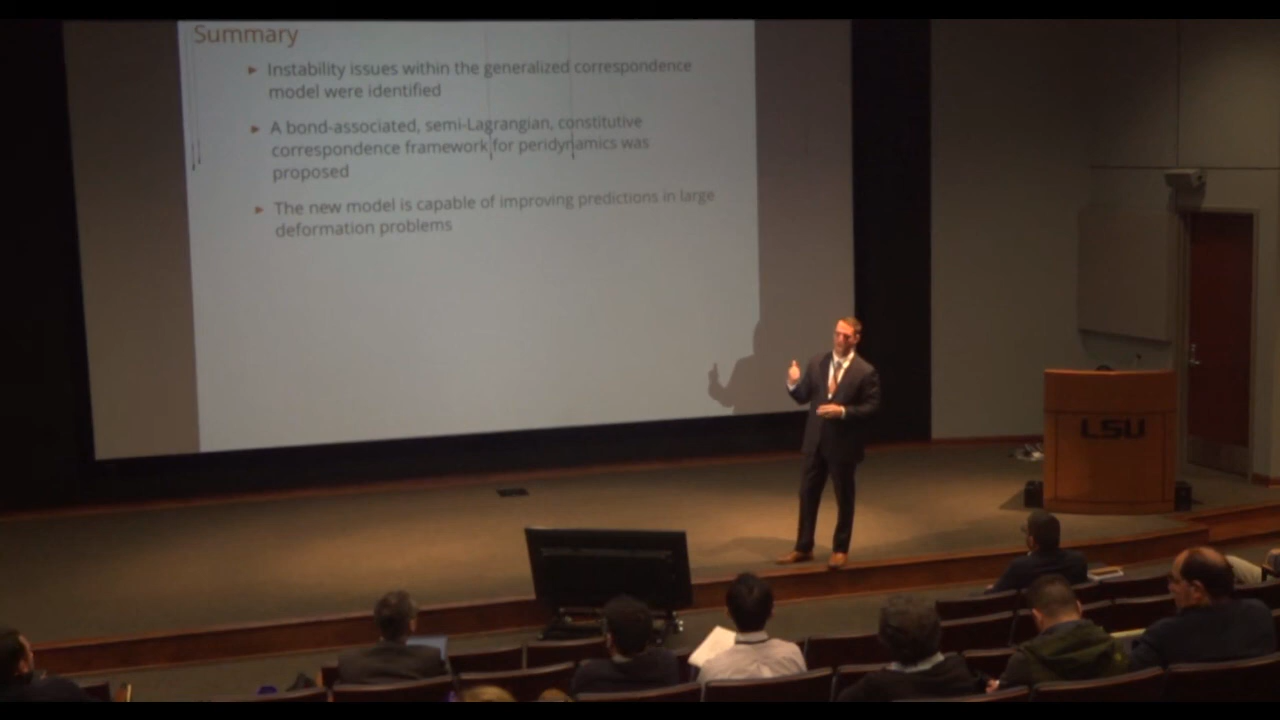 Summary
Instability issues within the generalized correspondence
model were identified
A bond-associated, semi-Lagrangian, constitutive
correspondence framework for peridynamics was
proposed
The new model is capable of improving predictions in large
deformation problems
LSU